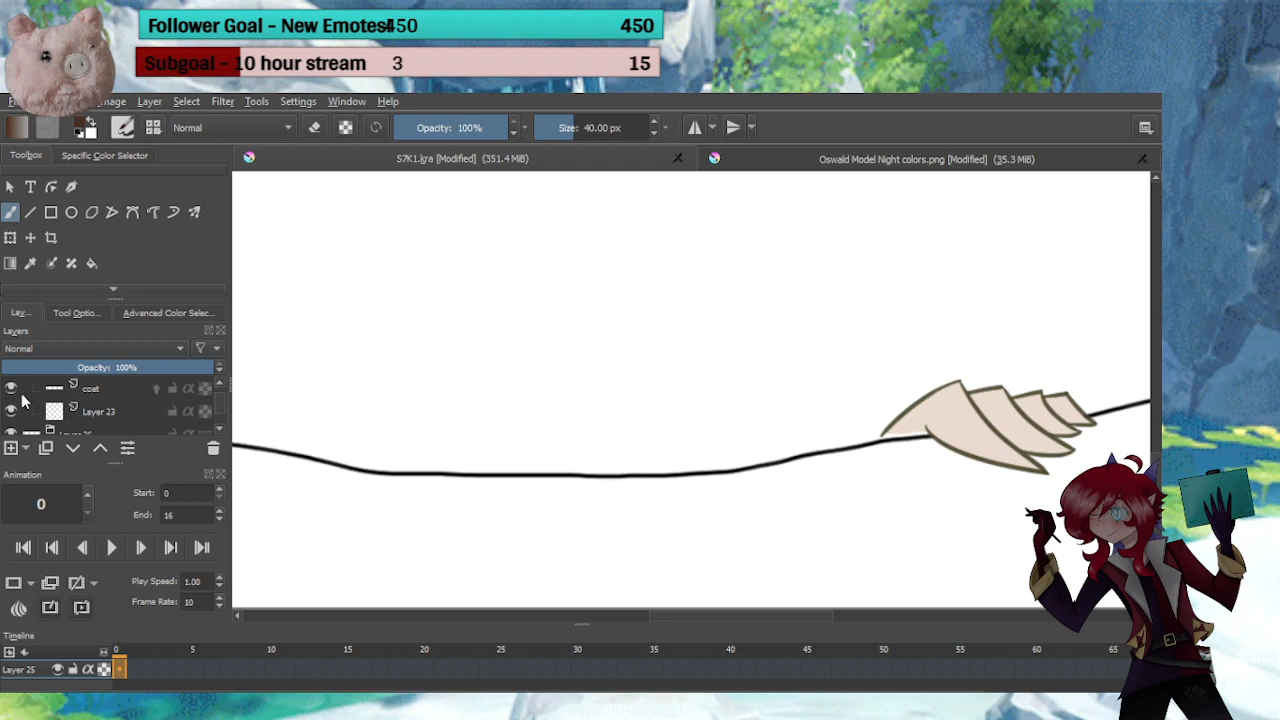 Follower Goal - New Emotes! 450 450
Subgoal - 10 hour stream 3 15
Image Layer Select Filter Tools Settings Window Help
Normal Opacity: 100% Size: 40.00 px
Toolbox Specific Color Selector S7K1.kra [Modified] (351.4 MiB) Oswald Model Night colors.png [Modified] (35.3 MiB)
Lay... Tool Optio... Advanced Color Selec...
Layers
Normal
Opacity: 100%
coat
Layer 23
Animation
0 Start: 0
End: 16
Play Speed: 1.00
Frame Rate: 10
Timeline
0 5 10 15 20 25 30 35 40 45 50 55 60 65
Layer 25